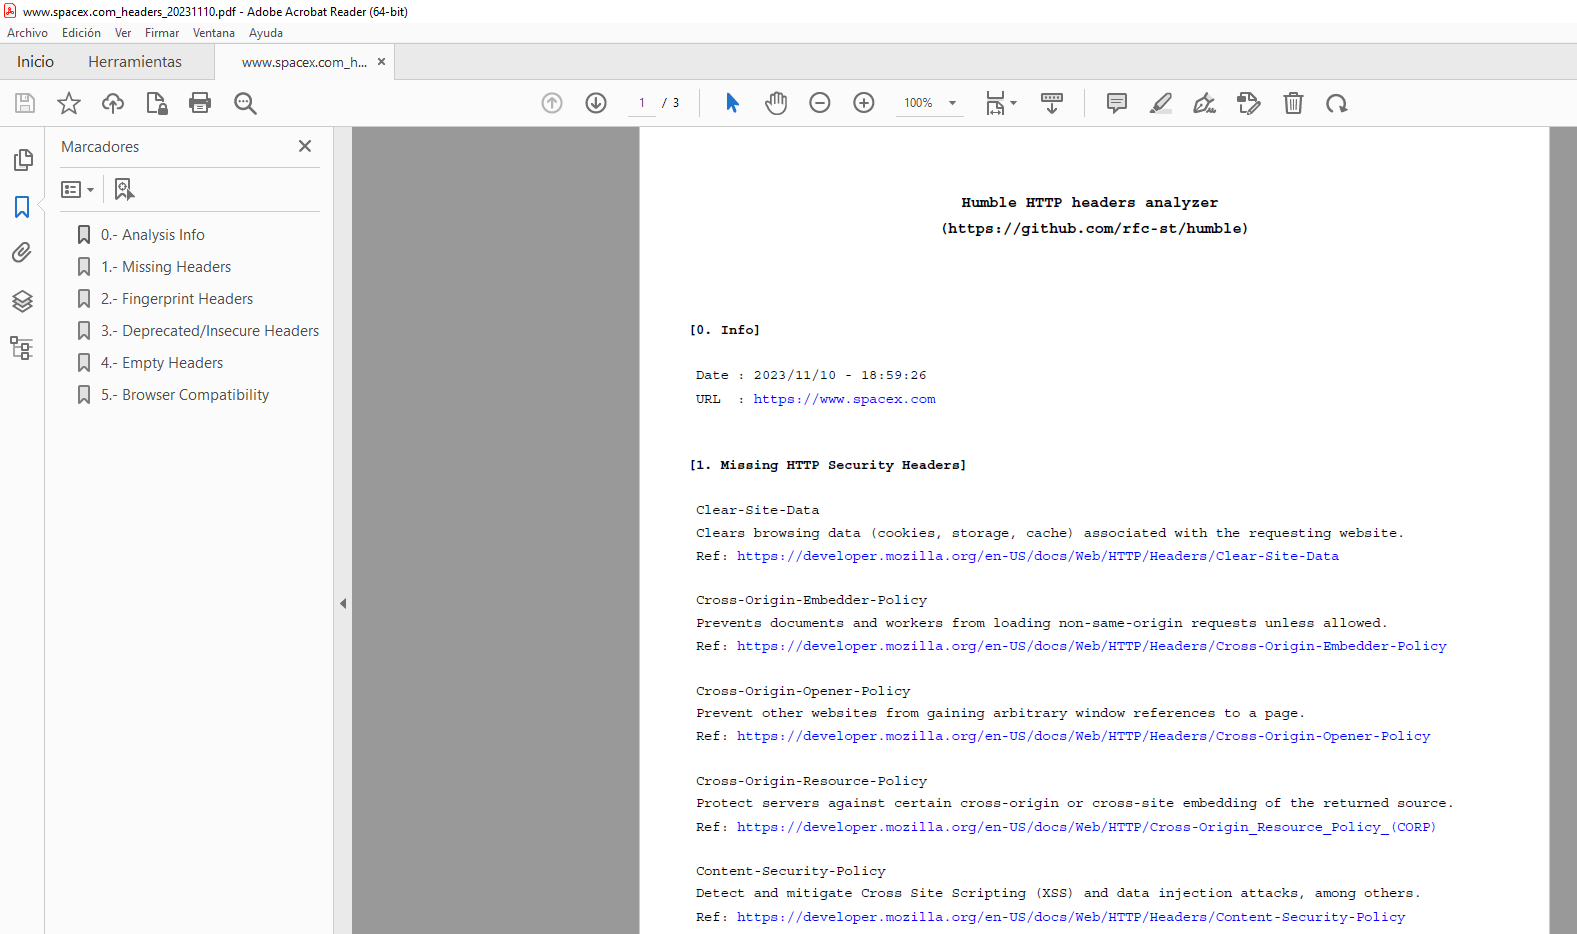 www.spacex.com_headers_20231110.pdf - Adobe Acrobat Reader (64-bit)
Archivo Edición Ver Firmar Ventana Ayuda
Inicio Herramientas www.spacex.com_h... ×
1 / 3 100%
Marcadores
0.- Analysis Info
1.- Missing Headers
2.- Fingerprint Headers
3.- Deprecated/Insecure Headers
4.- Empty Headers
5.- Browser Compatibility
Humble HTTP headers analyzer
(https://github.com/rfc-st/humble)
[0. Info]
Date : 2023/11/10 - 18:59:26
URL  : https://www.spacex.com
[1. Missing HTTP Security Headers]
Clear-Site-Data
Clears browsing data (cookies, storage, cache) associated with the requesting website.
Ref: https://developer.mozilla.org/en-US/docs/Web/HTTP/Headers/Clear-Site-Data
Cross-Origin-Embedder-Policy
Prevents documents and workers from loading non-same-origin requests unless allowed.
Ref: https://developer.mozilla.org/en-US/docs/Web/HTTP/Headers/Cross-Origin-Embedder-Policy
Cross-Origin-Opener-Policy
Prevent other websites from gaining arbitrary window references to a page.
Ref: https://developer.mozilla.org/en-US/docs/Web/HTTP/Headers/Cross-Origin-Opener-Policy
Cross-Origin-Resource-Policy
Protect servers against certain cross-origin or cross-site embedding of the returned source.
Ref: https://developer.mozilla.org/en-US/docs/Web/HTTP/Cross-Origin_Resource_Policy_(CORP)
Content-Security-Policy
Detect and mitigate Cross Site Scripting (XSS) and data injection attacks, among others.
Ref: https://developer.mozilla.org/en-US/docs/Web/HTTP/Headers/Content-Security-Policy